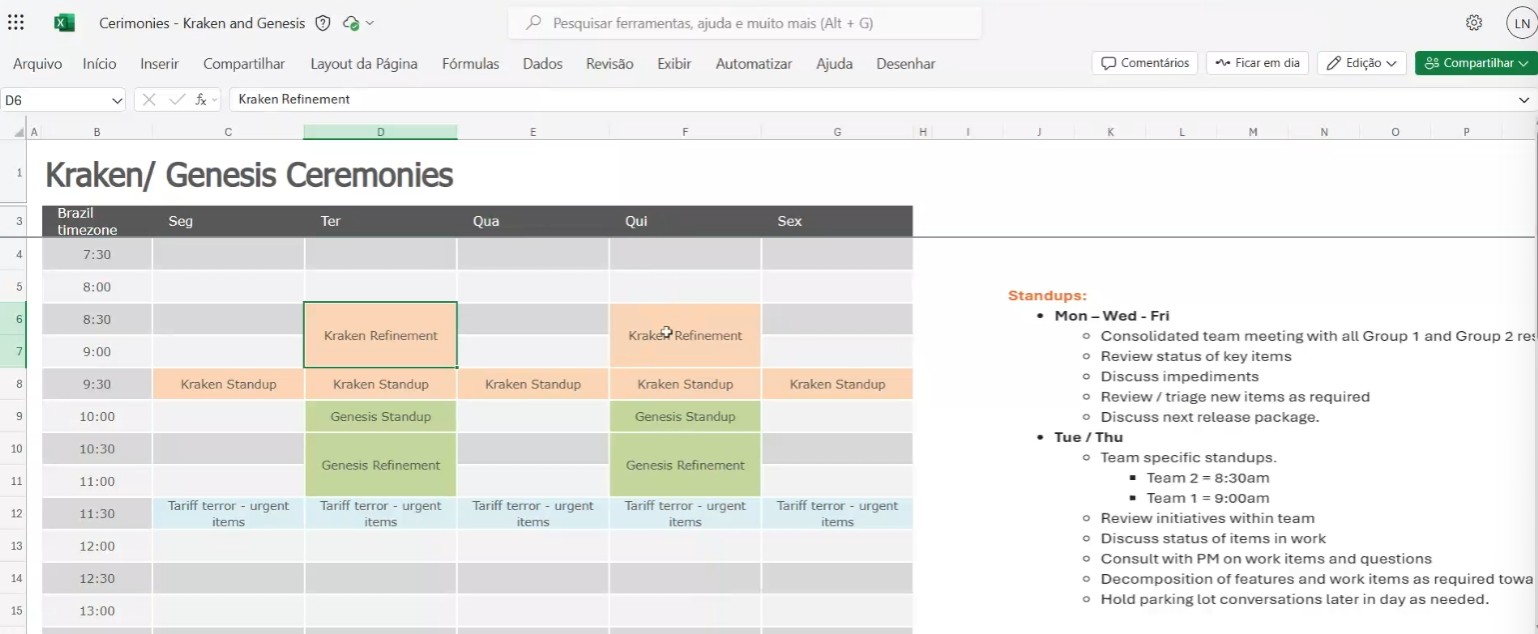 Cerimonies - Kraken and Genesis
Pesquisar ferramentas, ajuda e muito mais (Alt + G)
LN
Arquivo Início Inserir Compartilhar Layout da Página Fórmulas Dados Revisão Exibir Automatizar Ajuda Desenhar
Comentários Ficar em dia Edição Compartilhar
D6 fx Kraken Refinement
A B C D E F G H I J K L M N O P
1 Kraken/ Genesis Ceremonies
3 Brazil timezone Seg Ter Qua Qui Sex
4 7:30
5 8:00
6 8:30
Kraken Refinement Kraken Refinement
7 9:00
8 9:30 Kraken Standup Kraken Standup Kraken Standup Kraken Standup Kraken Standup
9 10:00 Genesis Standup Genesis Standup
10 10:30
Genesis Refinement Genesis Refinement
11 11:00
12 11:30 Tariff terror - urgent items Tariff terror - urgent items Tariff terror - urgent items Tariff terror - urgent items Tariff terror - urgent items
13 12:00
14 12:30
15 13:00
Standups:
• Mon – Wed - Fri
○ Consolidated team meeting with all Group 1 and Group 2
○ Review status of key items
○ Discuss impediments
○ Review / triage new items as required
○ Discuss next release package.
• Tue / Thu
○ Team specific standups.
▪ Team 2 = 8:30am
▪ Team 1 = 9:00am
○ Review initiatives within team
○ Discuss status of items in work
○ Consult with PM on work items and questions
○ Decomposition of features and work items as required
○ Hold parking lot conversations later in day as needed.